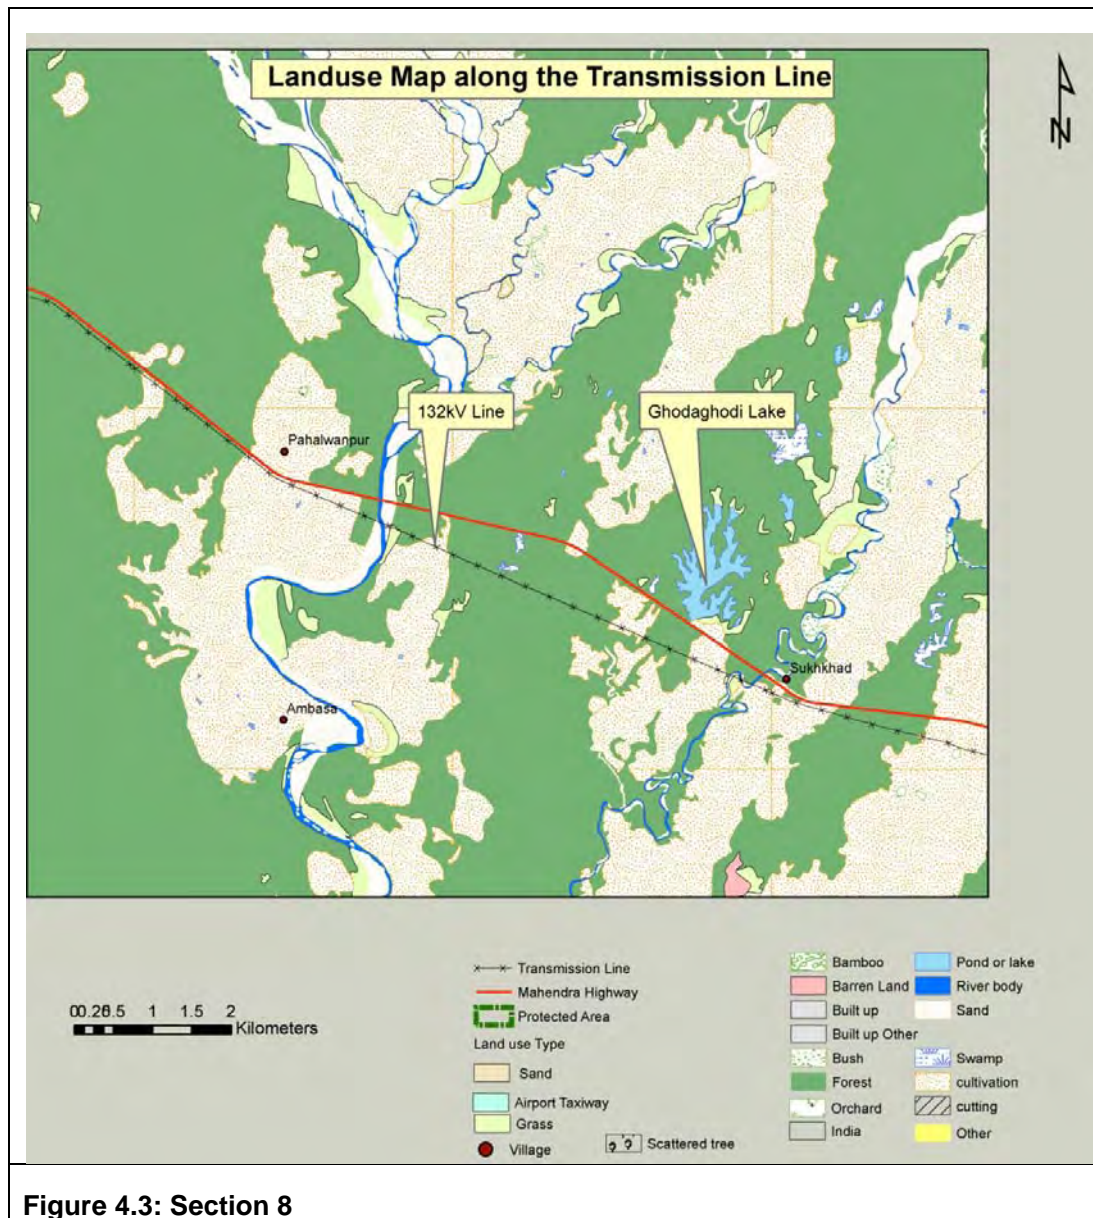 Landuse Map along the Transmission Line
N
132kV Line
Ghodaghodi Lake
Pahalwanpur
Sukhkhad
Ambasa
00.250.5 1 1.5 2
Kilometers
Transmission Line
Mahendra Highway
Protected Area
Land use Type
Sand
Airport Taxiway
Grass
Village
Scattered tree
Bamboo
Barren Land
Built up
Built up Other
Bush
Forest
Orchard
India
Pond or lake
River body
Sand
Swamp
cultivation
cutting
Other
Figure 4.3: Section 8